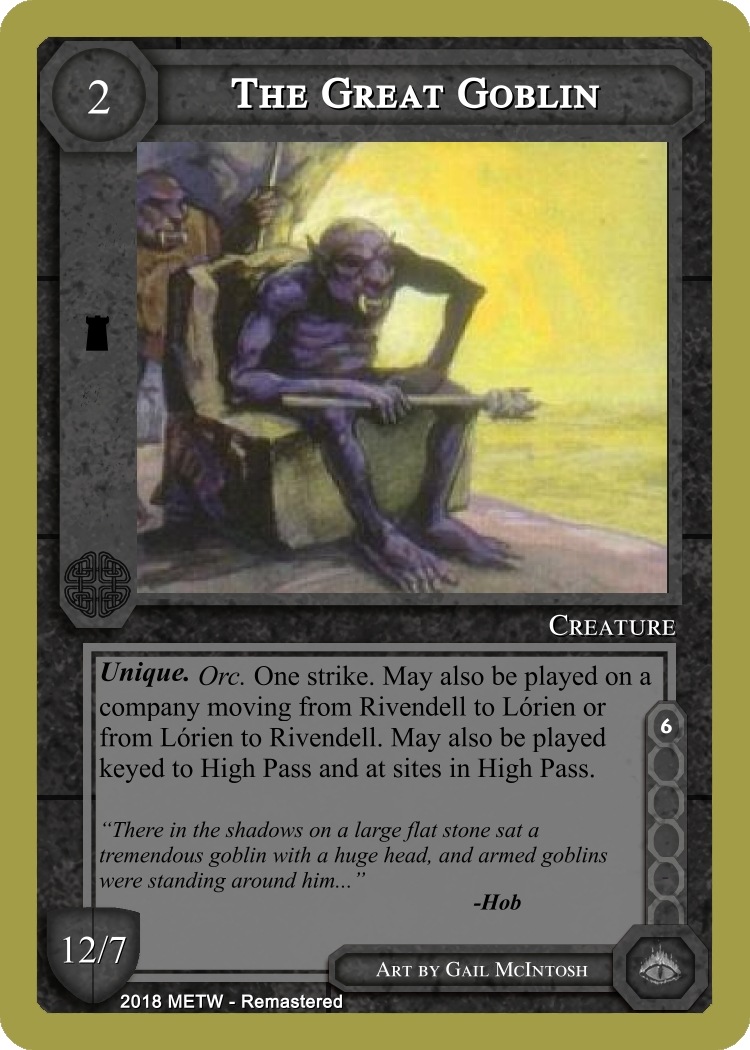 2
The Great Goblin
Creature
Unique. Orc. One strike. May also be played on a
company moving from Rivendell to Lórien or
from Lórien to Rivendell. May also be played
keyed to High Pass and at sites in High Pass.
6
“There in the shadows on a large flat stone sat a
tremendous goblin with a huge head, and armed goblins
were standing around him...”
-Hob
12/7
Art by Gail McIntosh
2018 METW - Remastered